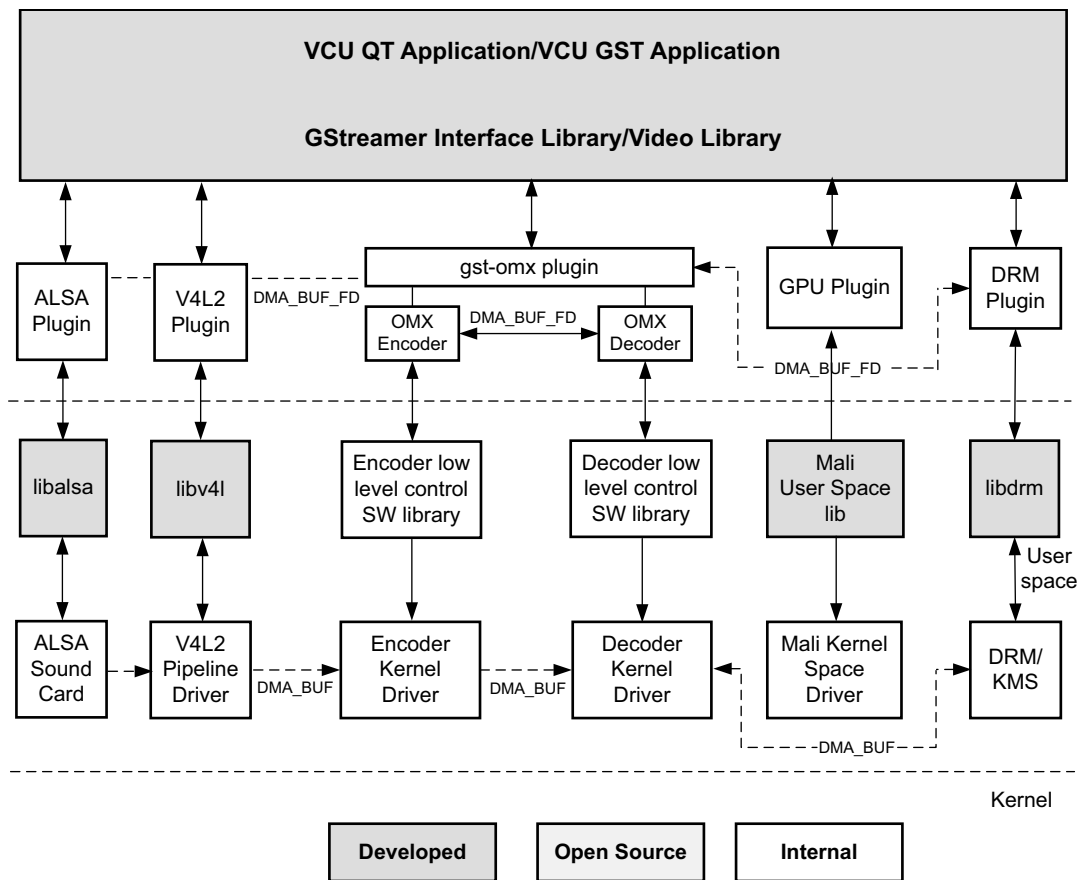 VCU QT Application/VCU GST Application
GStreamer Interface Library/Video Library
ALSA
Plugin
V4L2
Plugin
DMA_BUF_FD
gst-omx plugin
OMX
Encoder
DMA_BUF_FD
OMX
Decoder
GPU Plugin
DMA_BUF_FD
DRM
Plugin
libalsa
libv4l
Encoder low
level control
SW library
Decoder low
level control
SW library
Mali
User Space
lib
libdrm
User
space
ALSA
Sound
Card
V4L2
Pipeline
Driver
DMA_BUF
Encoder
Kernel
Driver
DMA_BUF
Decoder
Kernel
Driver
Mali Kernel
Space
Driver
DMA_BUF
DRM/
KMS
Kernel
Developed
Open Source
Internal